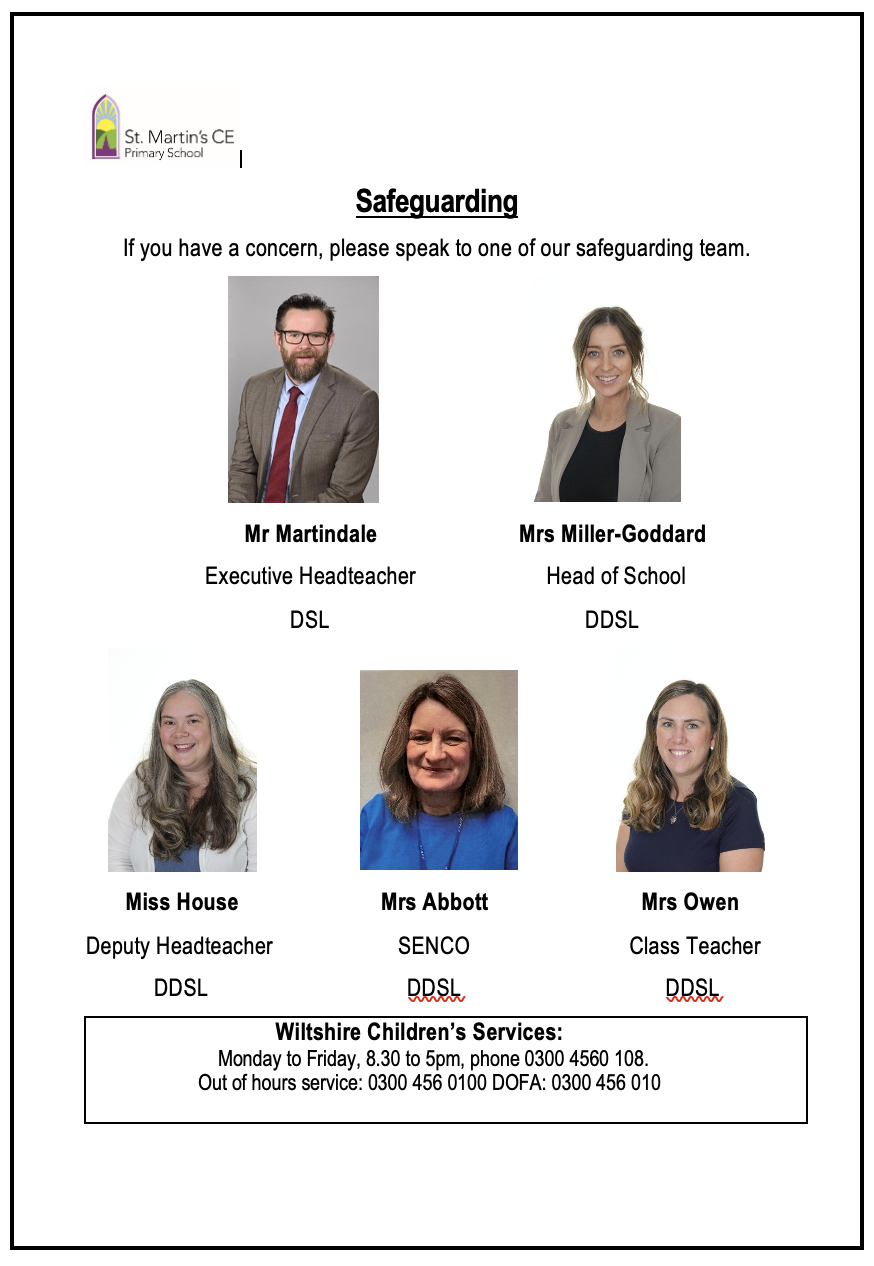 St. Martin's CE
Primary School
Safeguarding
If you have a concern, please speak to one of our safeguarding team.
Mr Martindale
Mrs Miller-Goddard
Executive Headteacher
Head of School
DSL
DDSL
Miss House
Mrs Abbott
Mrs Owen
Deputy Headteacher
SENCO
Class Teacher
DDSL
DDSL
DDSL
Wiltshire Children’s Services:
Monday to Friday, 8.30 to 5pm, phone 0300 4560 108.
Out of hours service: 0300 456 0100 DOFA: 0300 456 010